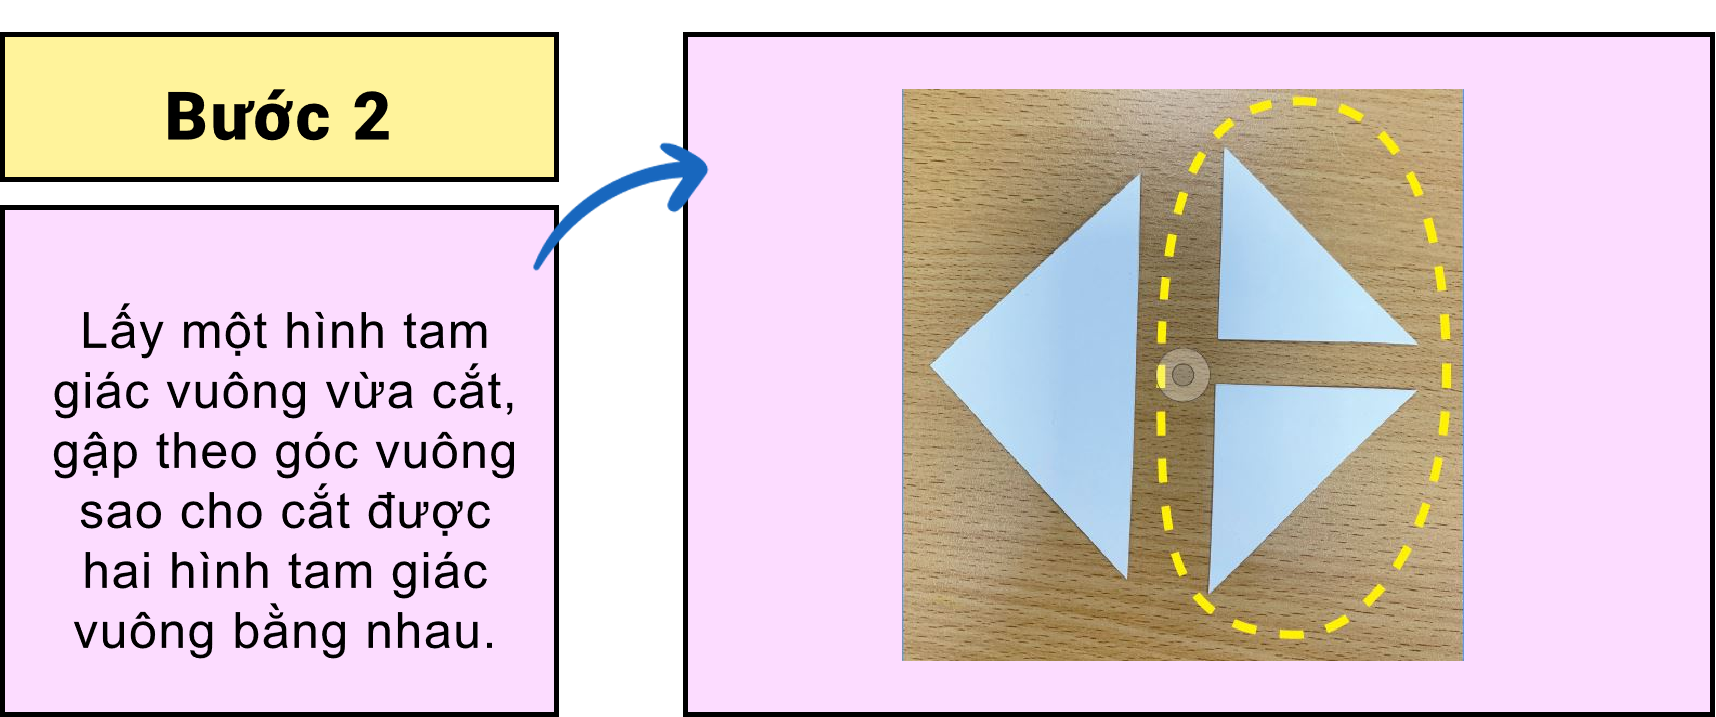 Bước 2
Lấy một hình tam
giác vuông vừa cắt,
gập theo góc vuông
sao cho cắt được
hai hình tam giác
vuông bằng nhau.